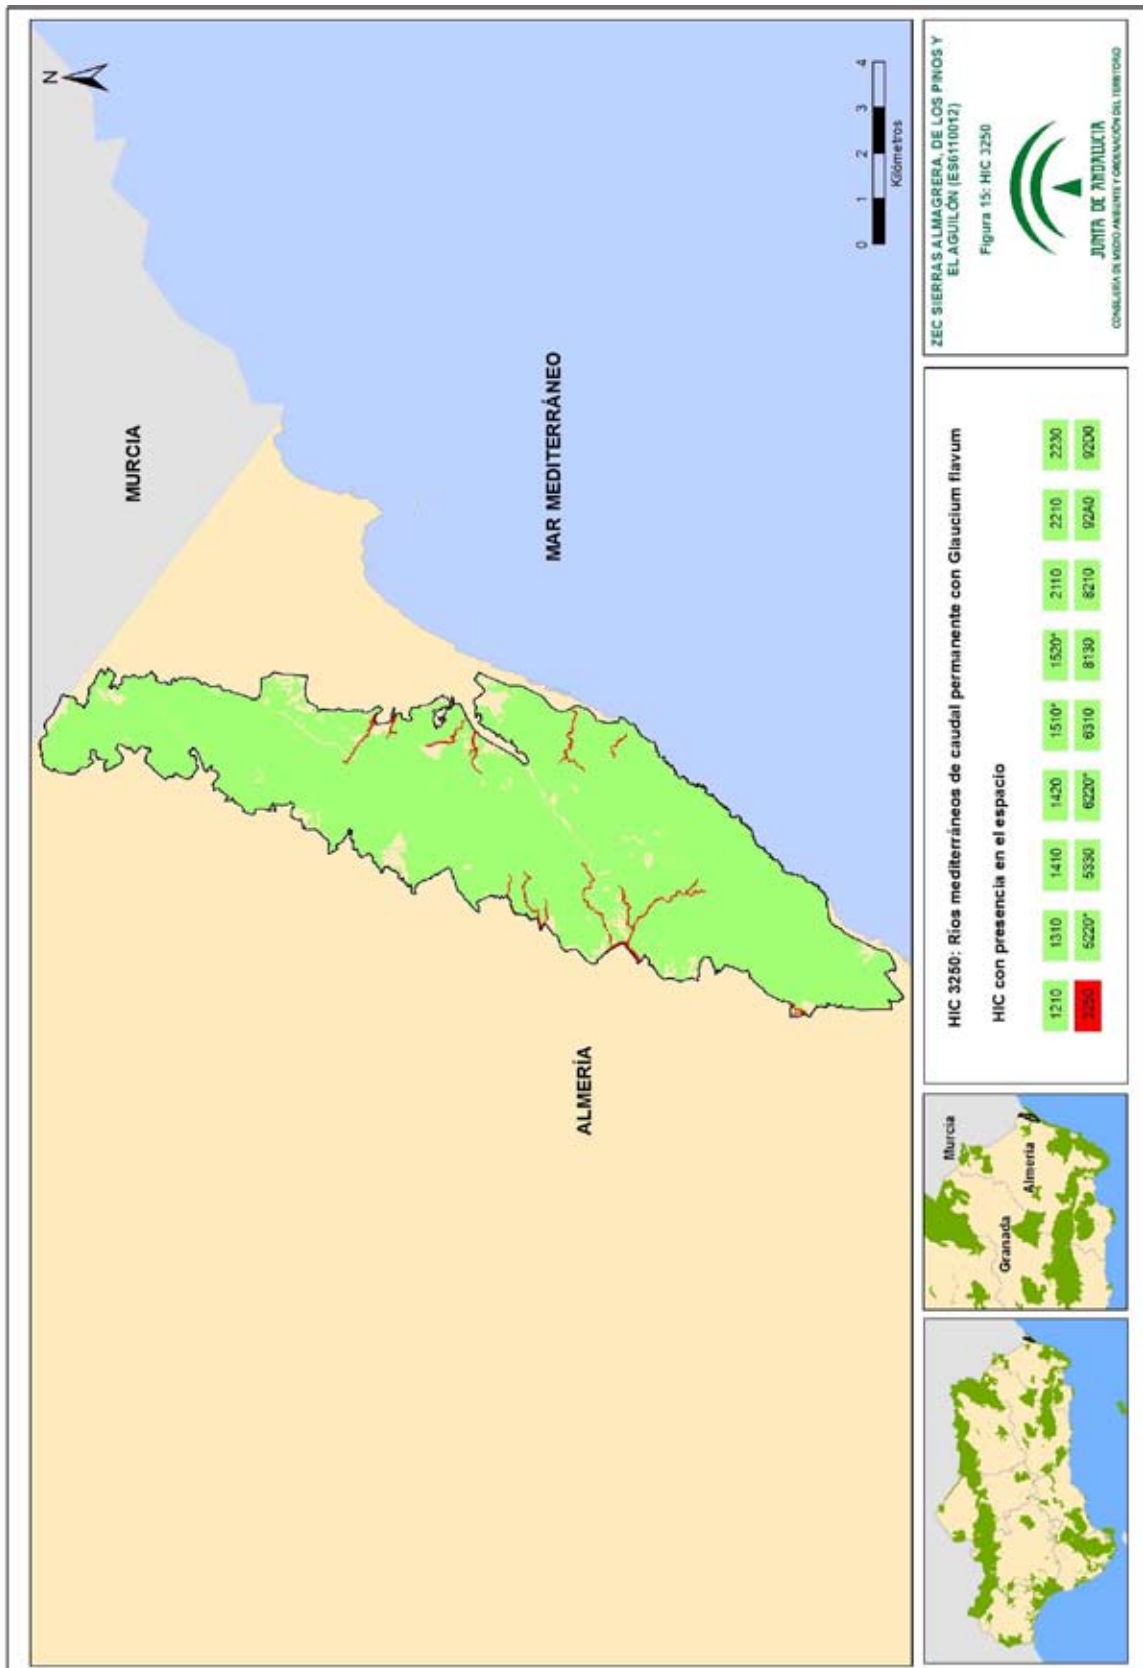 N
MURCIA
MAR MEDITERRÁNEO
ALMERÍA
0 1 2 3 4
Kilómetros
Granada
Murcia
Almería
HIC 3250: Ríos mediterráneos de caudal permanente con Glaucium flavum
HIC con presencia en el espacio
1210 1310 1410 1420 1510* 1520* 2110 2210 2230
3250 5220* 5330 6220* 6310 8130 8210 92A0 92D0
ZEC SIERRAS ALMAGRERA, DE LOS PINOS Y
EL AGUILÓN (ES6110012)
Figura 15: HIC 3250
JUNTA DE ANDALUCIA
CONSEJERÍA DE MEDIO AMBIENTE Y ORDENACIÓN DEL TERRITORIO